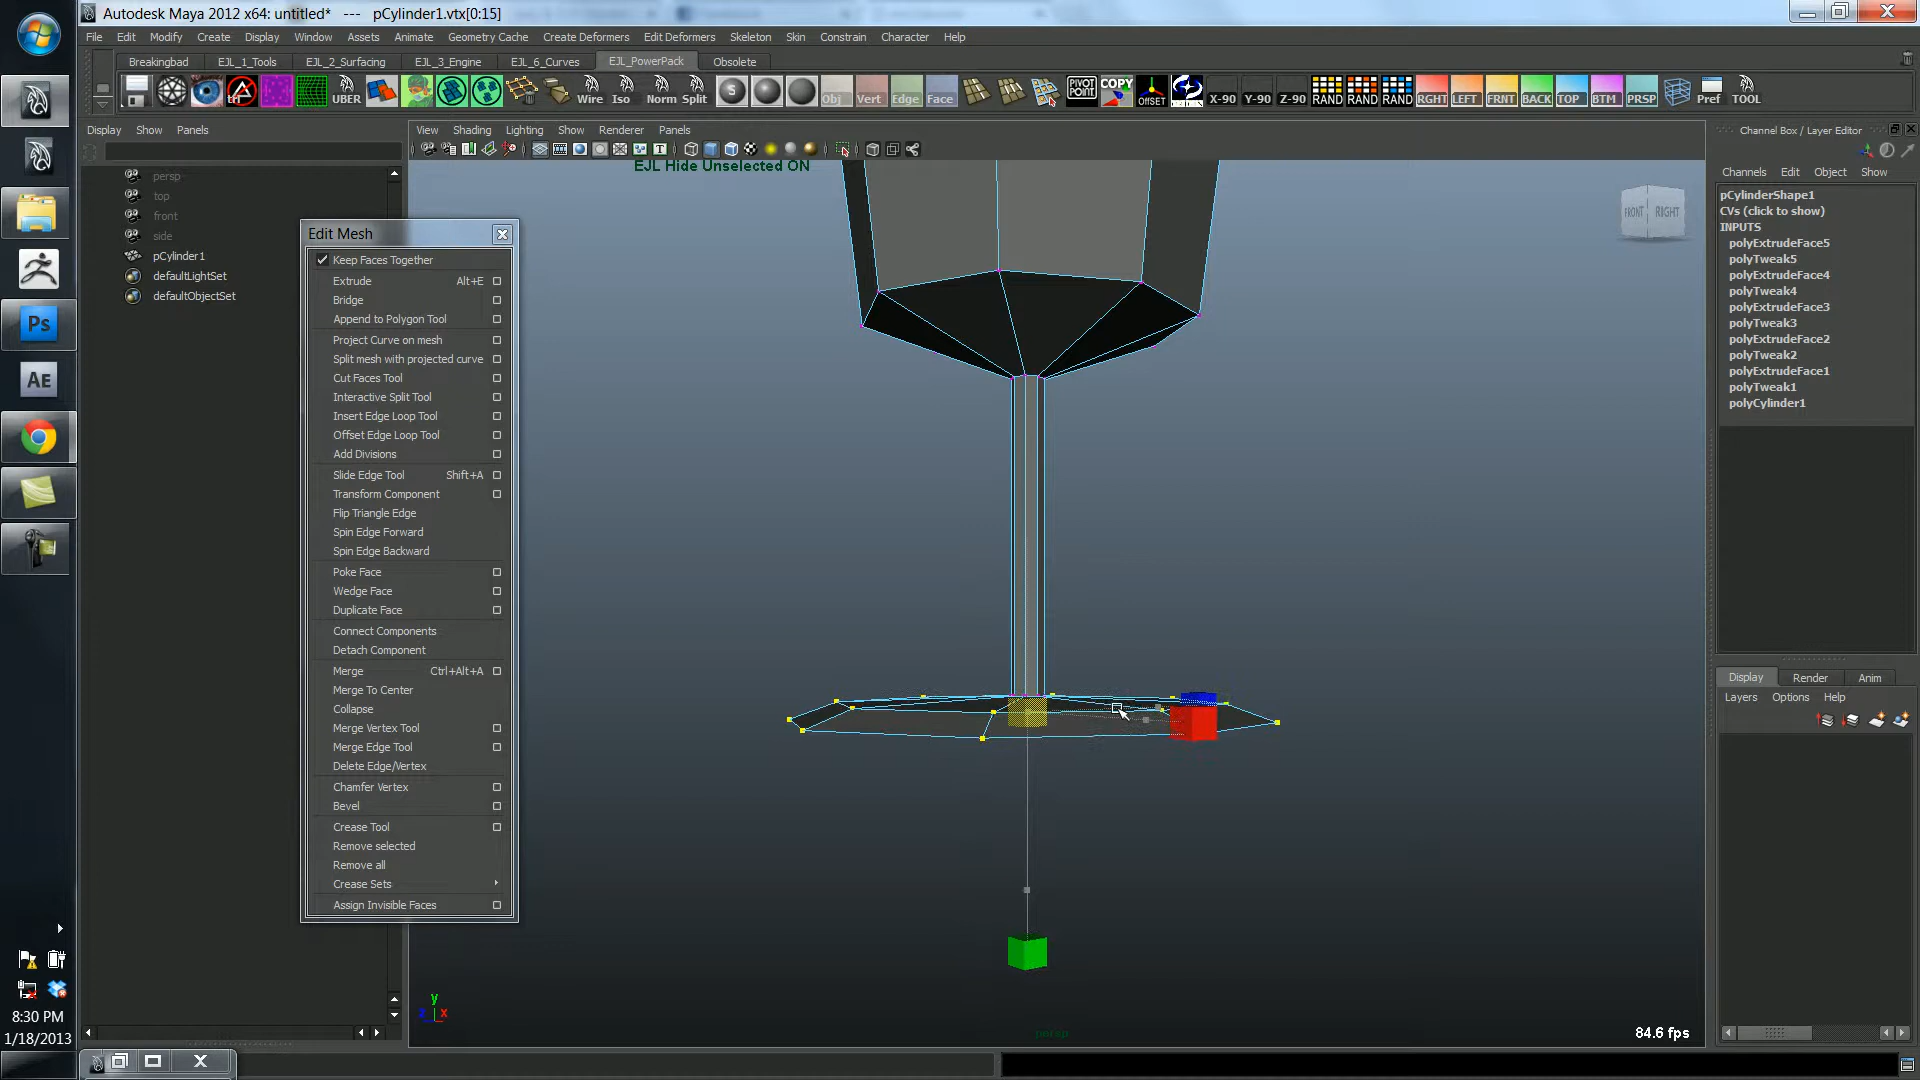 Autodesk Maya 2012 x64: untitled*   ---   pCylinder1.vtx[0:15]
File Edit Modify Create Display Window Assets Animate Geometry Cache Create Deformers Edit Deformers Skeleton Skin Constrain Character Help
Breakingbad EJL_1_Tools EJL_2_Surfacing EJL_3_Engine EJL_6_Curves EJL_PowerPack Obsolete
UBER Wire Iso Norm Split S Obj Vert Edge Face PIVOT POINT COPY OFFSET X-90 Y-90 Z-90 RAND RAND RAND RGHT LEFT FRNT BACK TOP BTM PRSP Pref TOOL
Display Show Panels
View Shading Lighting Show Renderer Panels
Channel Box / Layer Editor
EJL Hide Unselected ON
persp
top
front
side
pCylinder1
defaultLightSet
defaultObjectSet
Edit Mesh
Keep Faces Together
Extrude Alt+E
Bridge
Append to Polygon Tool
Project Curve on mesh
Split mesh with projected curve
Cut Faces Tool
Interactive Split Tool
Insert Edge Loop Tool
Offset Edge Loop Tool
Add Divisions
Slide Edge Tool Shift+A
Transform Component
Flip Triangle Edge
Spin Edge Forward
Spin Edge Backward
Poke Face
Wedge Face
Duplicate Face
Connect Components
Detach Component
Merge Ctrl+Alt+A
Merge To Center
Collapse
Merge Vertex Tool
Merge Edge Tool
Delete Edge/Vertex
Chamfer Vertex
Bevel
Crease Tool
Remove selected
Remove all
Crease Sets
Assign Invisible Faces
FRONT RIGHT
Channels Edit Object Show
pCylinderShape1
CVs (click to show)
INPUTS
polyExtrudeFace5
polyTweak5
polyExtrudeFace4
polyTweak4
polyExtrudeFace3
polyTweak3
polyExtrudeFace2
polyTweak2
polyExtrudeFace1
polyTweak1
polyCylinder1
Display Render Anim
Layers Options Help
Ps
AE
y
z x
persp
84.6 fps
8:30 PM
1/18/2013